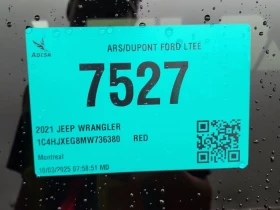 ADESA
ARS/DUPONT FORD LTEE
7527
2021 JEEP WRANGLER
1C4HJXEG8MW736380 RED
Montreal
10/03/2025 07:58:51 MD